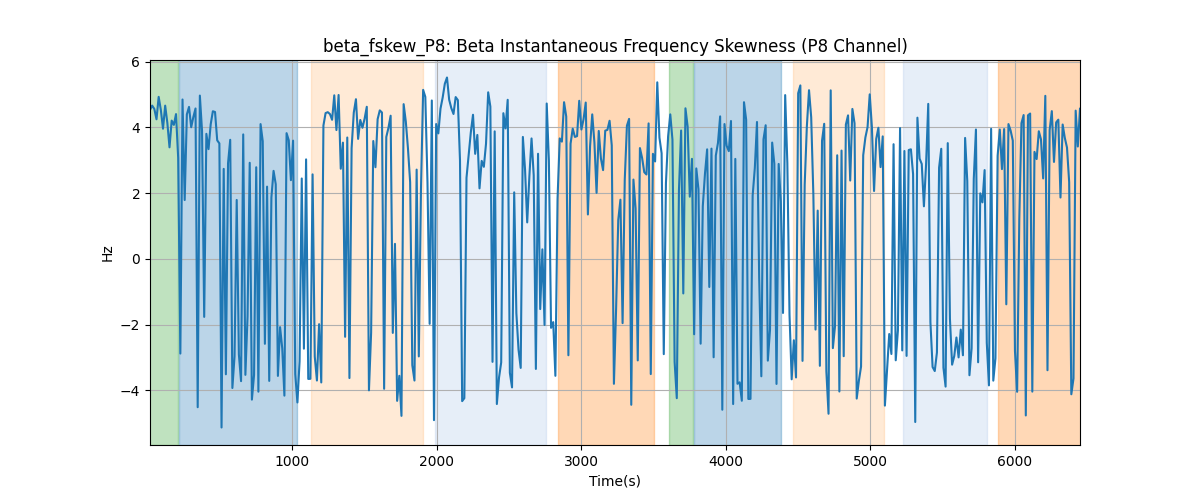 beta_fskew_P8: Beta Instantaneous Frequency Skewness (P8 Channel)
6
4
2
0
−2
−4
Hz
1000 2000 3000 4000 5000 6000
Time(s)